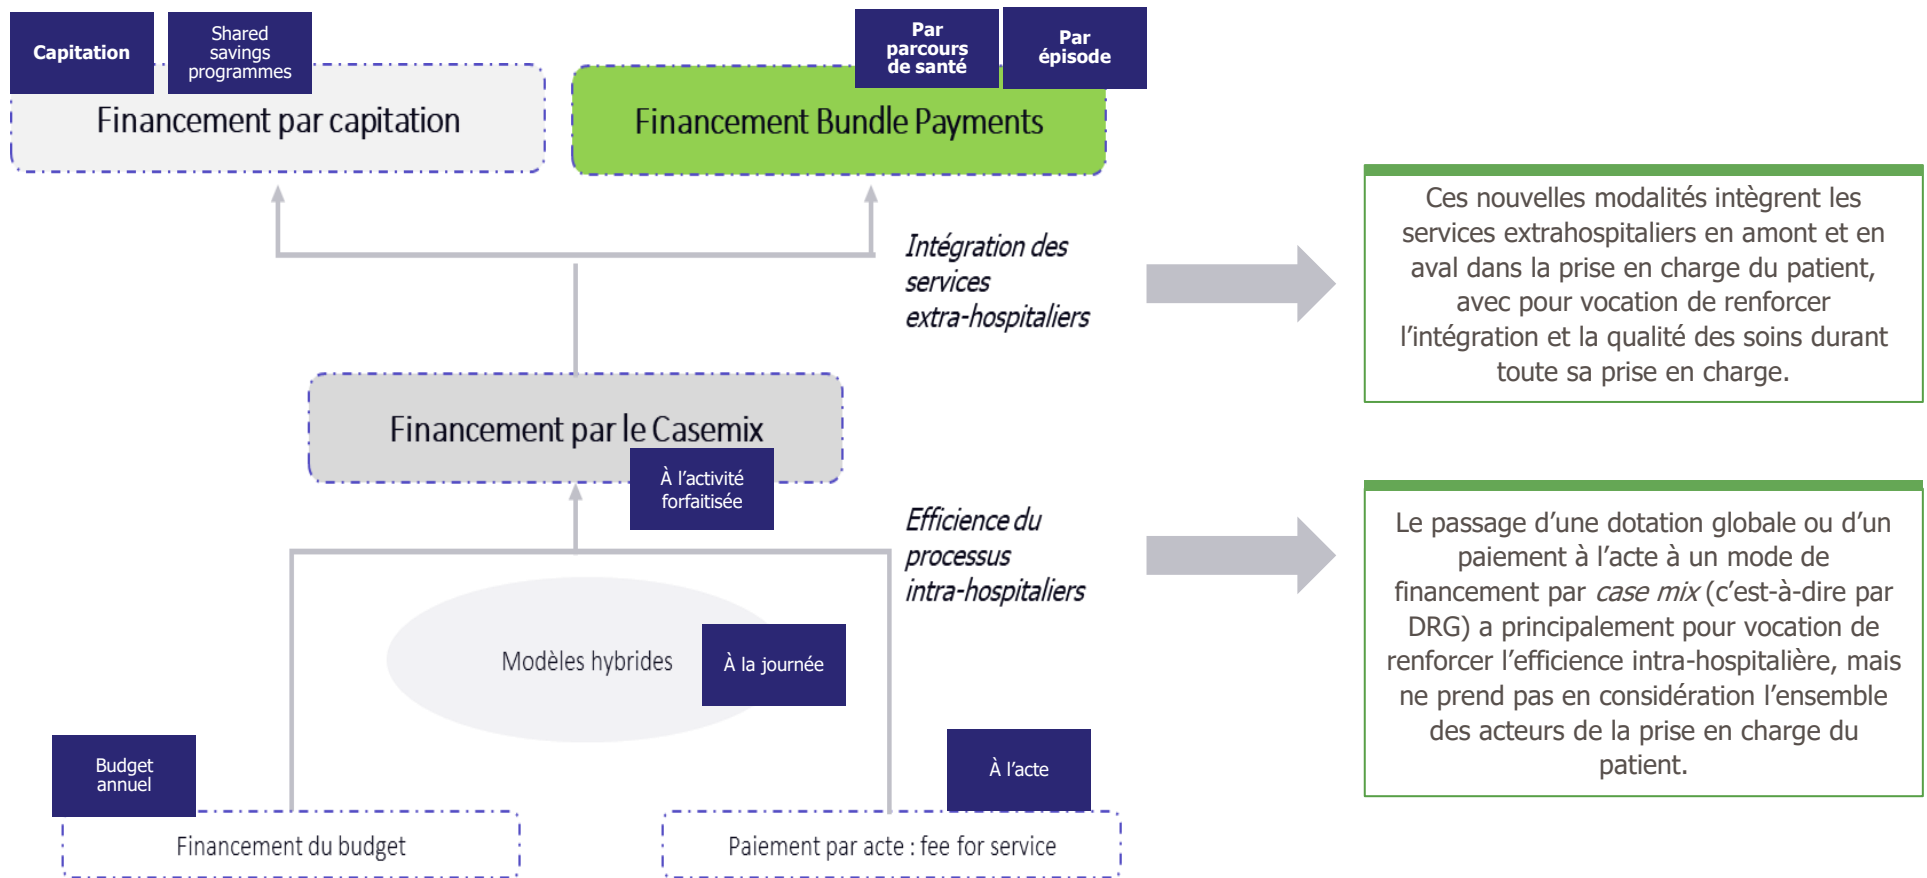 Capitation
Shared
savings
programmes
Financement par capitation
Par
parcours
de santé
Par
épisode
Financement Bundle Payments
Intégration des
services
extra-hospitaliers
Ces nouvelles modalités intègrent les
services extrahospitaliers en amont et en
aval dans la prise en charge du patient,
avec pour vocation de renforcer
l’intégration et la qualité des soins durant
toute sa prise en charge.
Financement par le Casemix
À l’activité
forfaitisée
Efficience du
processus
intra-hospitaliers
Le passage d’une dotation globale ou d’un
paiement à l’acte à un mode de
financement par case mix (c’est-à-dire par
DRG) a principalement pour vocation de
renforcer l’efficience intra-hospitalière, mais
ne prend pas en considération l’ensemble
des acteurs de la prise en charge du
patient.
Modèles hybrides
À la journée
Budget
annuel
Financement du budget
À l’acte
Paiement par acte : fee for service